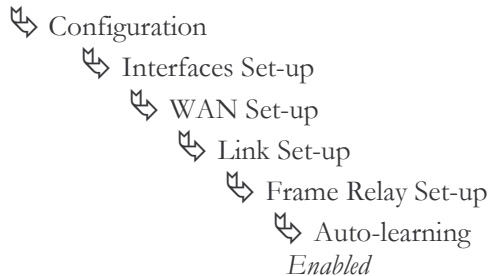 Configuration
Interfaces Set-up
WAN Set-up
Link Set-up
Frame Relay Set-up
Auto-learning
Enabled